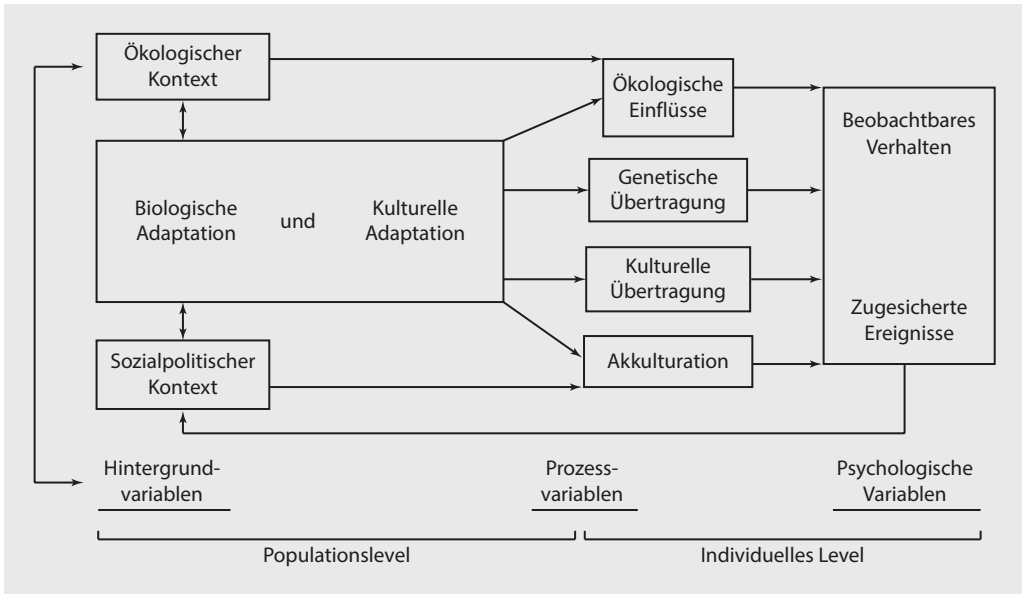 Ökologischer
Kontext
Ökologische
Einflüsse
Beobachtbares
Verhalten
Biologische
Adaptation
und
Kulturelle
Adaptation
Genetische
Übertragung
Kulturelle
Übertragung
Zugesicherte
Ereignisse
Sozialpolitischer
Kontext
Akkulturation
Hintergrund-
variablen
Prozess-
variablen
Psychologische
Variablen
Populationslevel
Individuelles Level